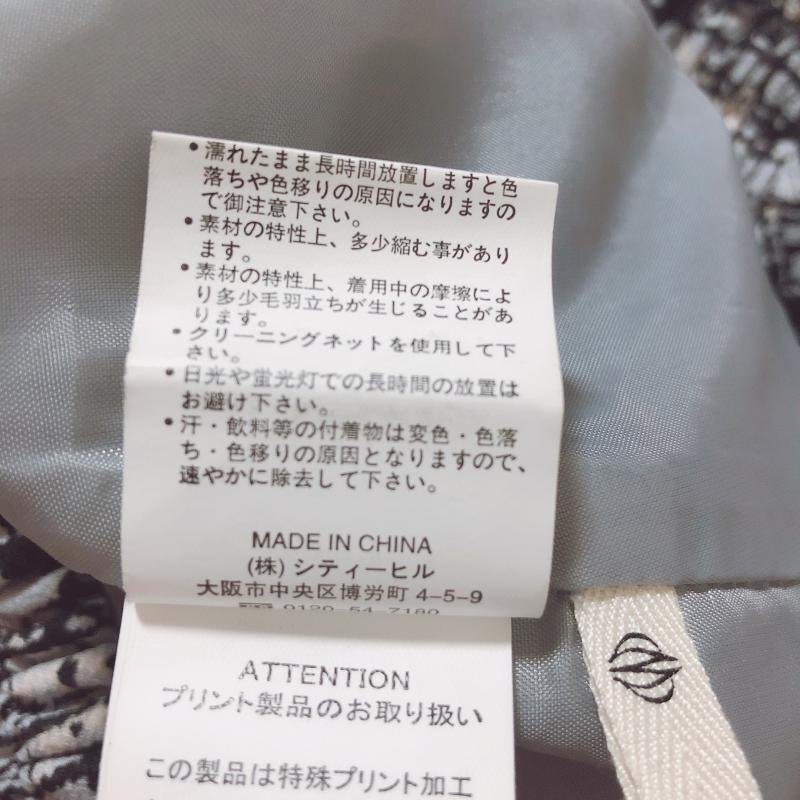 ・濡れたまま長時間放置しますと色
落ちや色移りの原因になりますの
で御注意下さい。
・素材の特性上、多少縮む事があり
ます。
・素材の特性上、着用中の摩擦によ
り多少毛羽立ちが生じることがあ
ります。
・クリーニングネットを使用して下
さい。
・日光や蛍光灯での長時間の放置は
お避け下さい。
・汗・飲料等の付着物は変色・色落
ち・色移りの原因となりますので、
速やかに除去して下さい。
MADE IN CHINA
(株) シティーヒル
大阪市中央区博労町 4-5-9
0120-54-7180
ATTENTION
プリント製品のお取り扱い
この製品は特殊プリント加工